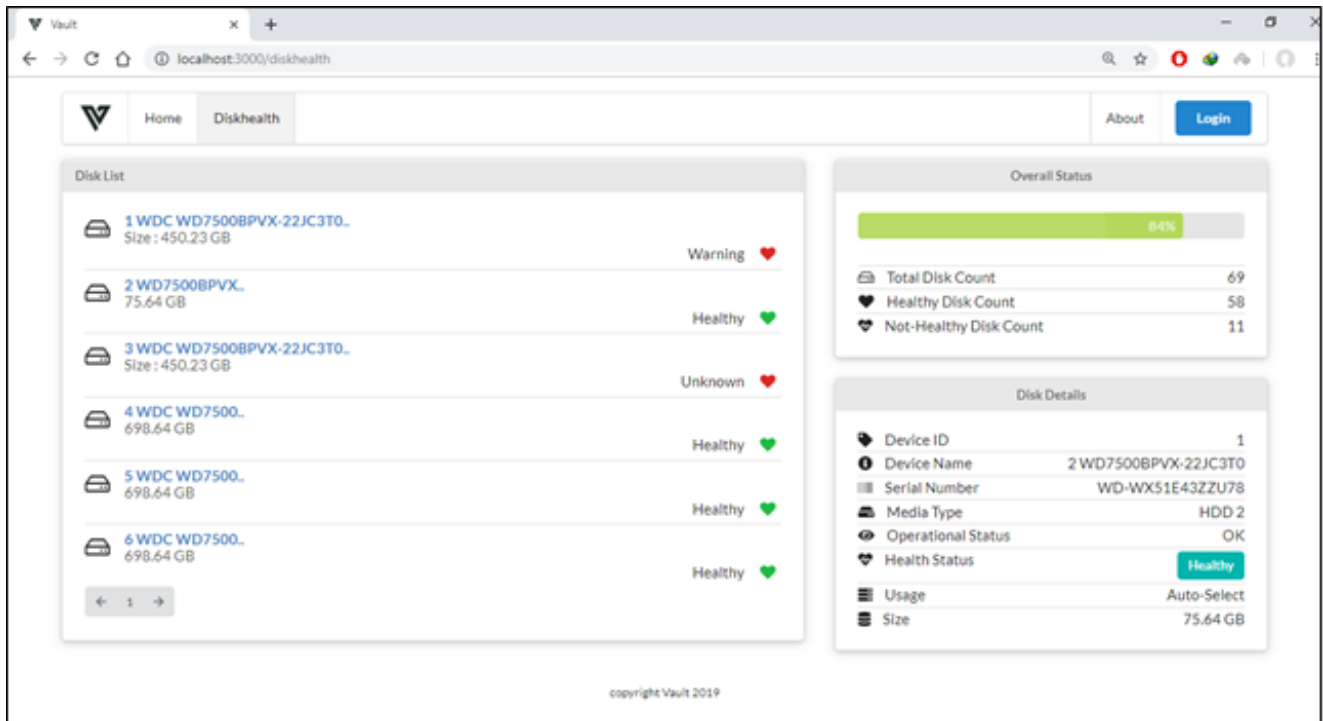 Vault
localhost:3000/diskhealth
Home Diskhealth About Login
Disk List
1 WDC WD7500BPVX-22JC3T0..
Size : 450.23 GB
Warning
2 WD7500BPVX..
75.64 GB
Healthy
3 WDC WD7500BPVX-22JC3T0..
Size : 450.23 GB
Unknown
4 WDC WD7500..
698.64 GB
Healthy
5 WDC WD7500..
698.64 GB
Healthy
6 WDC WD7500..
698.64 GB
Healthy
1
Overall Status
84%
Total Disk Count 69
Healthy Disk Count 58
Not-Healthy Disk Count 11
Disk Details
Device ID 1
Device Name 2 WD7500BPVX-22JC3T0
Serial Number WD-WX51E43ZZU78
Media Type HDD 2
Operational Status OK
Health Status Healthy
Usage Auto-Select
Size 75.64 GB
copyright Vault 2019